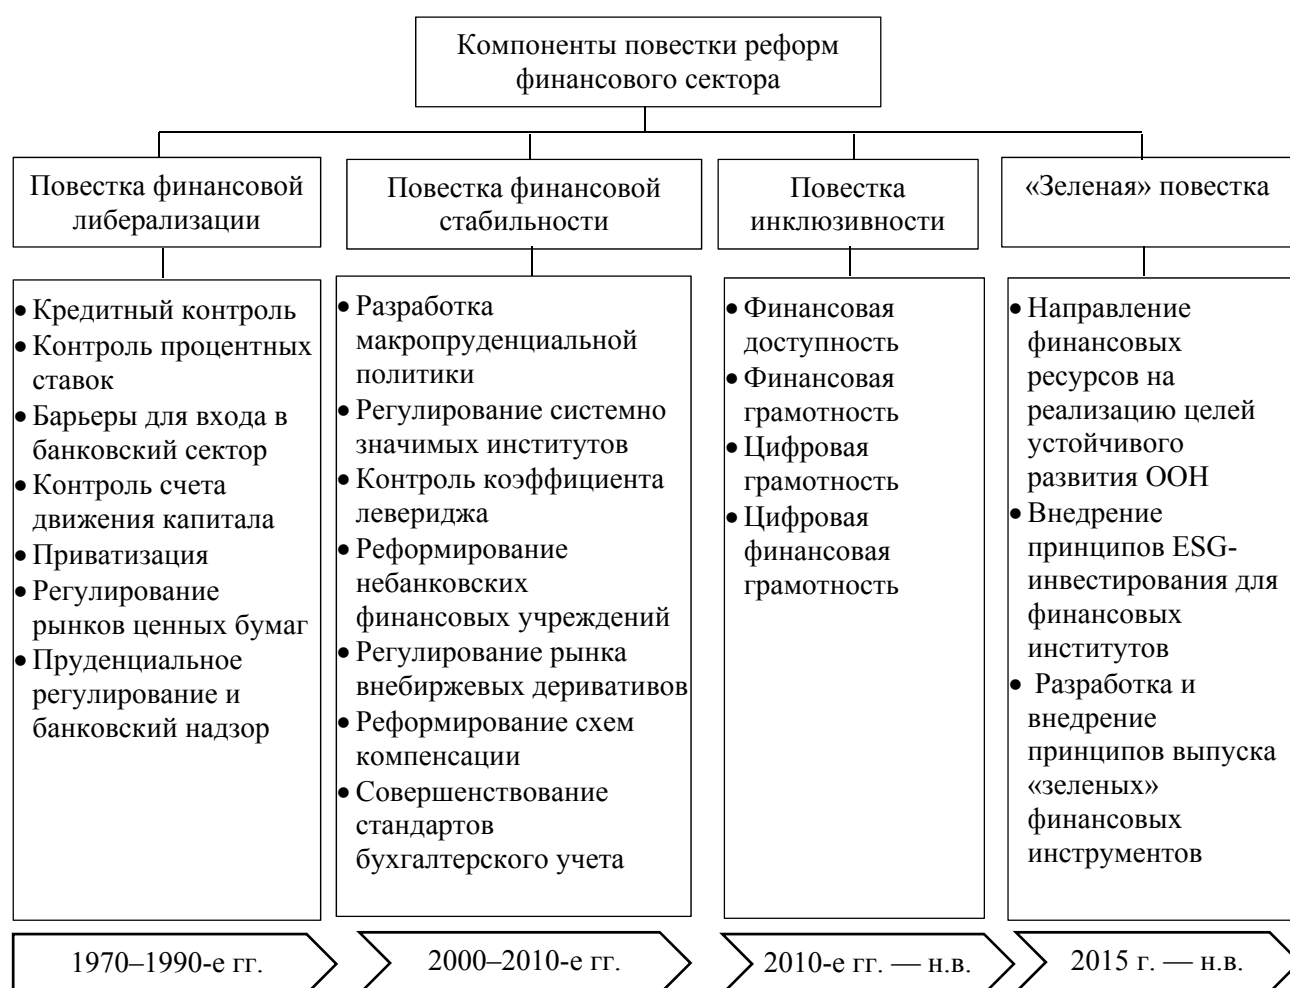 Компоненты повестки реформ
финансового сектора
Повестка финансовой
либерализации
• Кредитный контроль
• Контроль процентных
ставок
• Барьеры для входа в
банковский сектор
• Контроль счета
движения капитала
• Приватизация
• Регулирование
рынков ценных бумаг
• Пруденциальное
регулирование и
банковский надзор
1970–1990-е гг.
Повестка финансовой
стабильности
• Разработка
макропруденциальной
политики
• Регулирование системно
значимых институтов
• Контроль коэффициента
левериджа
• Реформирование
небанковских
финансовых учреждений
• Регулирование рынка
внебиржевых деривативов
• Реформирование схем
компенсации
• Совершенствование
стандартов
бухгалтерского учета
2000–2010-е гг.
Повестка
инклюзивности
• Финансовая
доступность
• Финансовая
грамотность
• Цифровая
грамотность
• Цифровая
финансовая
грамотность
2010-е гг. — н.в.
«Зеленая» повестка
• Направление
финансовых
ресурсов на
реализацию целей
устойчивого
развития ООН
• Внедрение
принципов ESG-
инвестирования для
финансовых
институтов
• Разработка и
внедрение
принципов выпуска
«зеленых»
финансовых
инструментов
2015 г. — н.в.